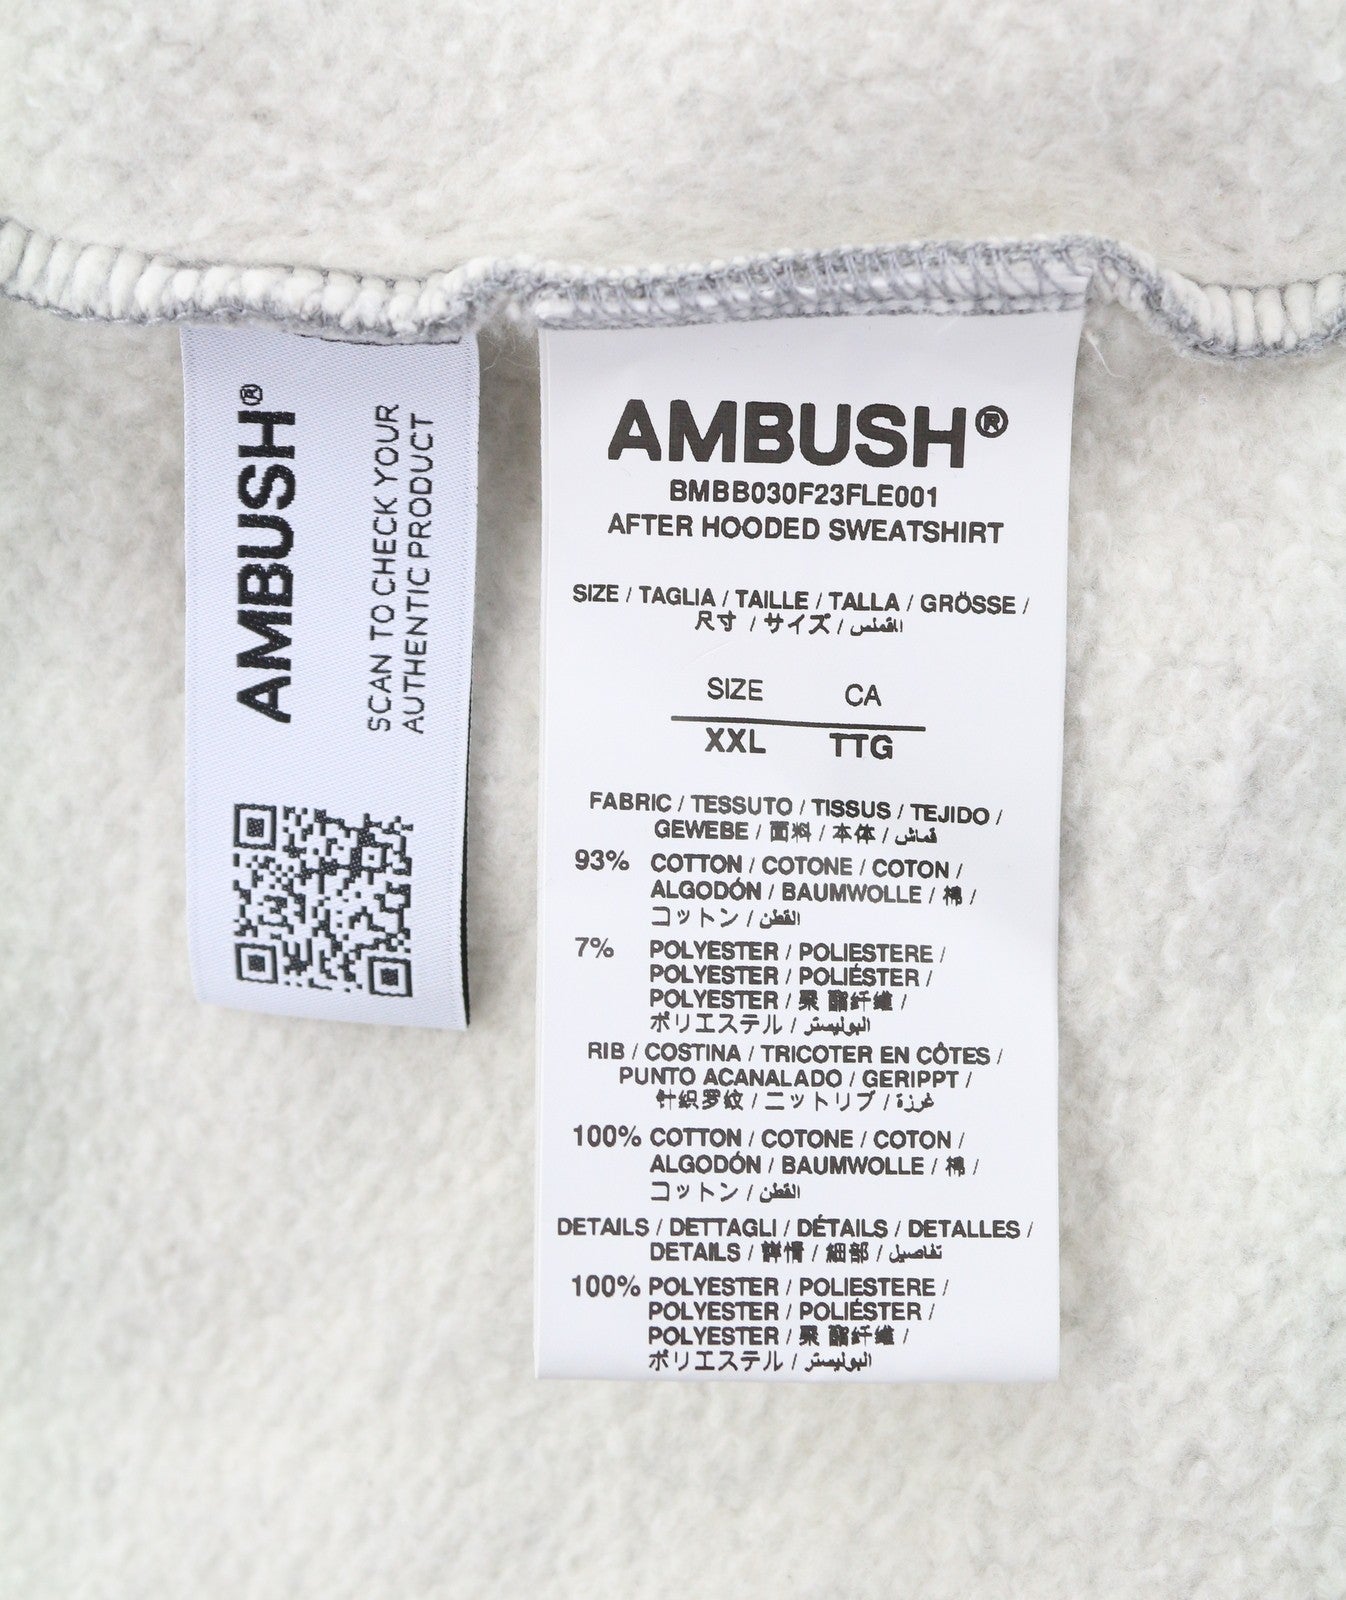 AMBUSH®
SCAN TO CHECK YOUR
AUTHENTIC PRODUCT
AMBUSH®
BMBB030F23FLE001
AFTER HOODED SWEATSHIRT
SIZE / TAGLIA / TAILLE / TALLA / GRÖSSE /
尺寸 / サイズ /
SIZE CA
XXL TTG
FABRIC / TESSUTO / TISSUS / TEJIDO /
GEWEBE / 面料 / 本体 / قماش
93% COTTON / COTONE / COTON /
ALGODÓN / BAUMWOLLE / 棉 /
コットン / القطن
7% POLYESTER / POLIESTERE /
POLYESTER / POLIÉSTER /
POLYESTER / 聚 酯纤维 /
ポリエステル / البوليستر
RIB / COSTINA / TRICOTER EN CÔTES /
PUNTO ACANALADO / GERIPPT /
针织罗纹 / ニットリブ / غرزة
100% COTTON / COTONE / COTON /
ALGODÓN / BAUMWOLLE / 棉 /
コットン / القطن
DETAILS / DETTAGLI / DÉTAILS / DETALLES /
DETAILS / 詳情 / 細部 / تفاصيل
100% POLYESTER / POLIESTERE /
POLYESTER / POLIÉSTER /
POLYESTER / 聚 酯纤维 /
ポリエステル / البوليستر